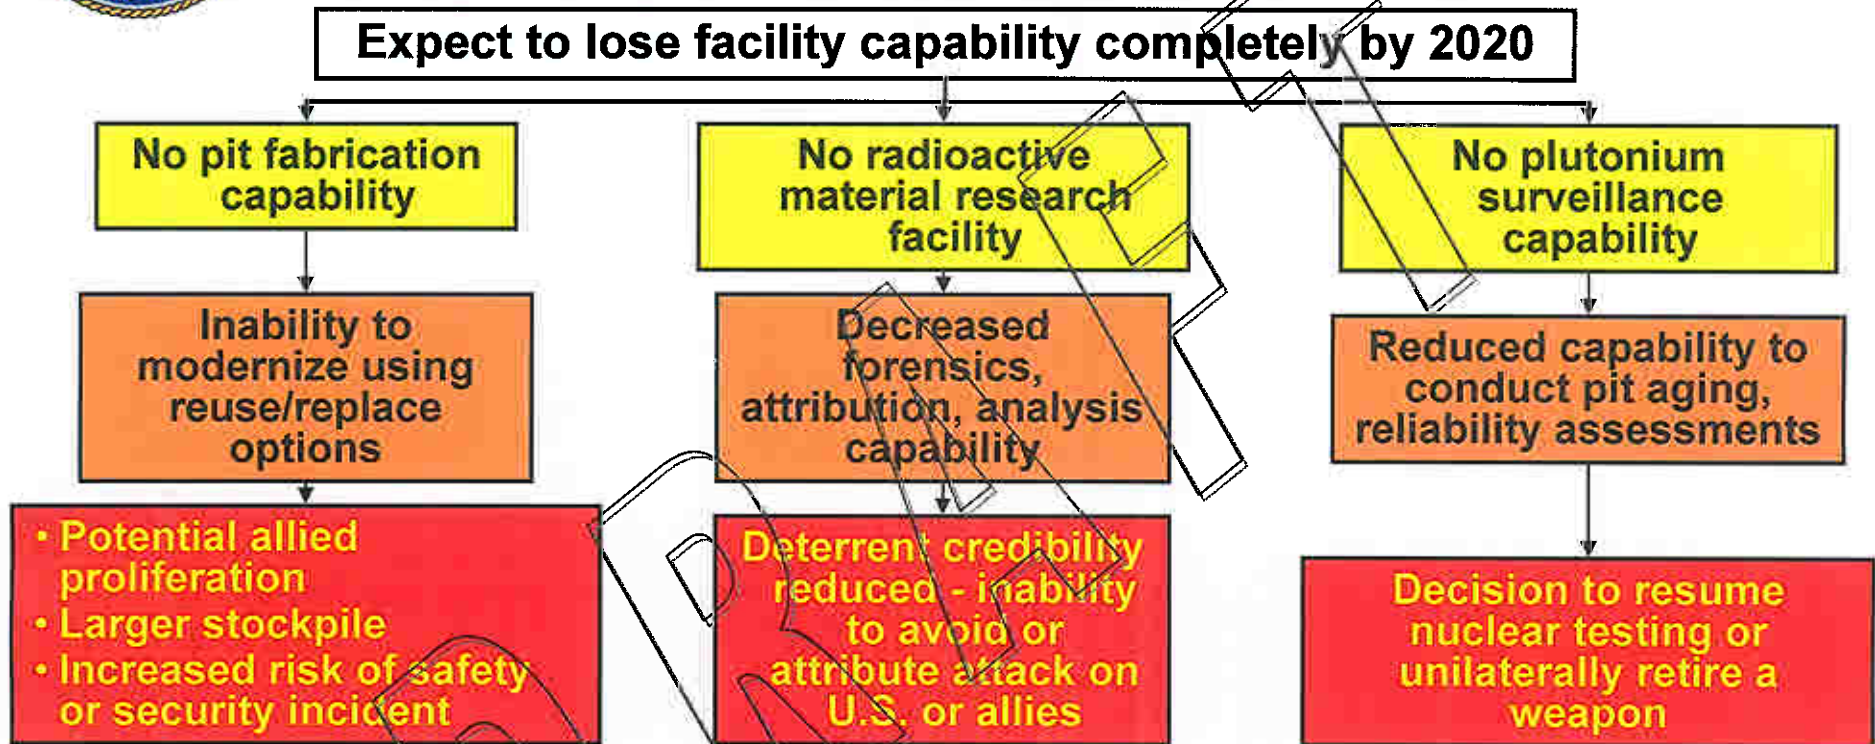 Expect to lose facility capability completely by 2020
No pit fabrication
capability
Inability to
modernize using
reuse/replace
options
• Potential allied
proliferation
• Larger stockpile
• Increased risk of safety
or security incident
No radioactive
material research
facility
Decreased
forensics,
attribution, analysis
capability
Deterrent credibility
reduced - inability
to avoid or
attribute attack on
U.S. or allies
No plutonium
surveillance
capability
Reduced capability to
conduct pit aging,
reliability assessments
Decision to resume
nuclear testing or
unilaterally retire a
weapon
DRAFT